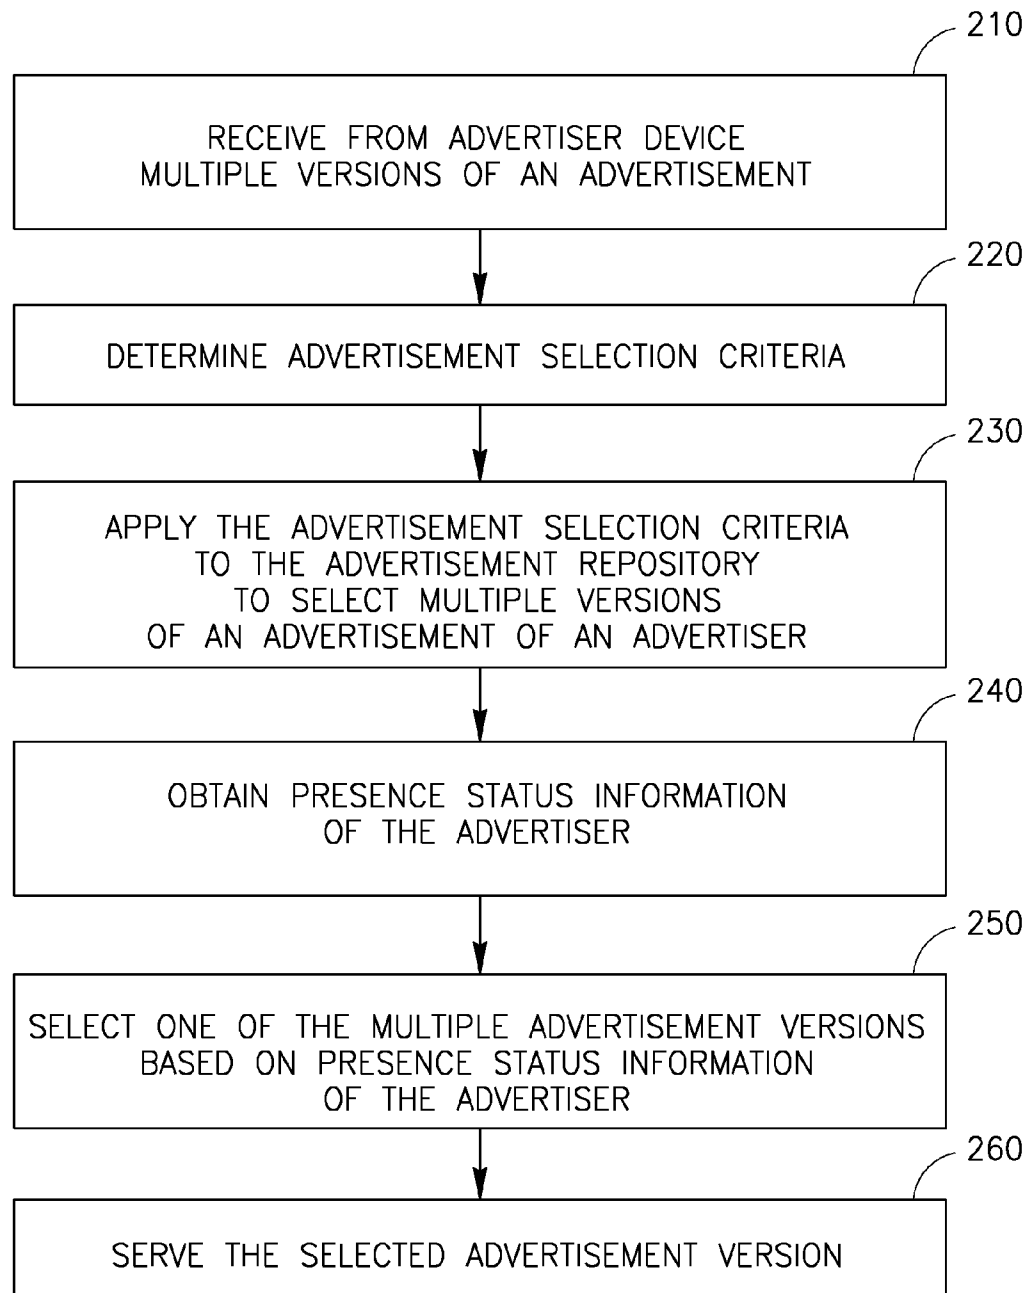 210
RECEIVE FROM ADVERTISER DEVICE
MULTIPLE VERSIONS OF AN ADVERTISEMENT
220
DETERMINE ADVERTISEMENT SELECTION CRITERIA
230
APPLY THE ADVERTISEMENT SELECTION CRITERIA
TO THE ADVERTISEMENT REPOSITORY
TO SELECT MULTIPLE VERSIONS
OF AN ADVERTISEMENT OF AN ADVERTISER
240
OBTAIN PRESENCE STATUS INFORMATION
OF THE ADVERTISER
250
SELECT ONE OF THE MULTIPLE ADVERTISEMENT VERSIONS
BASED ON PRESENCE STATUS INFORMATION
OF THE ADVERTISER
260
SERVE THE SELECTED ADVERTISEMENT VERSION